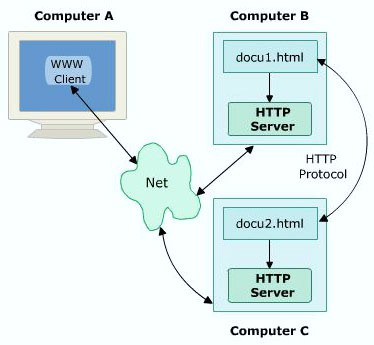 Computer A
WWW
Client
Net
Computer B
docu1.html
HTTP
Server
HTTP
Protocol
docu2.html
HTTP
Server
Computer C